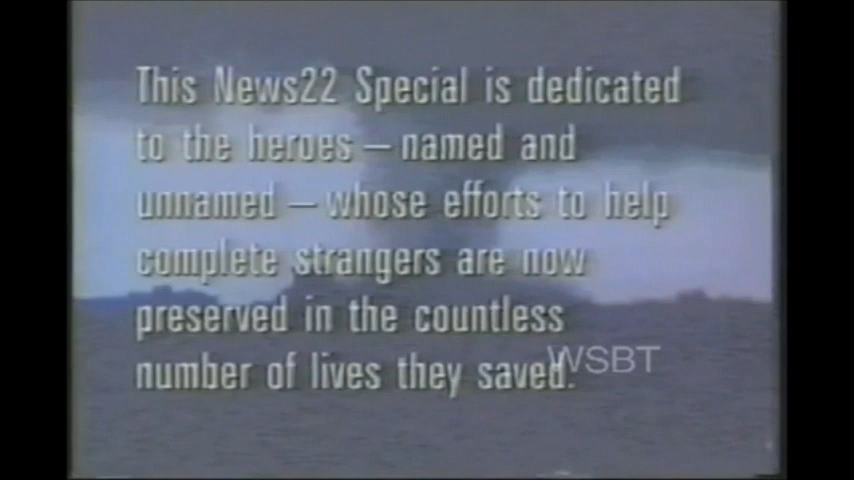 This News22 Special is dedicated
to the heroes – named and
unnamed – whose efforts to help
complete strangers are now
preserved in the countless
number of lives they saved.
WSBT